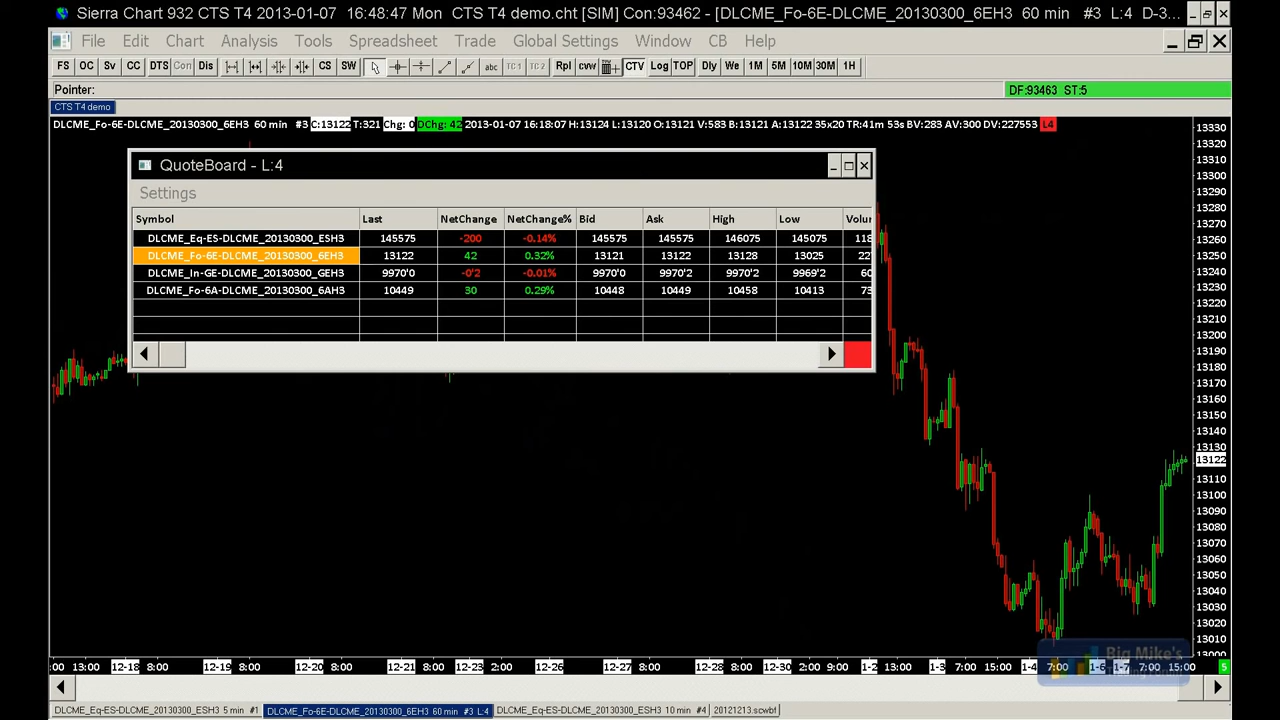 Sierra Chart 932 CTS T4 2013-01-07 16:48:47 Mon CTS T4 demo.cht [SIM] Con:93462 - [DLCME_Fo-6E-DLCME_20130300_6EH3 60 min #3 L:4 D-3...
File Edit Chart Analysis Tools Spreadsheet Trade Global Settings Window CB Help
FS OC Sv CC DTS Con Dis CS SW abc TC 1 TC 2 Rpl cvw CTV Log TOP Dly We 1M 5M 10M 30M 1H
Pointer: DF:93463 ST:5
CTS T4 demo
DLCME_Fo-6E-DLCME_20130300_6EH3 60 min #3 C:13122 T:321 Chg: 0 DChg: 42 2013-01-07 16:18:07 H:13124 L:13120 O:13121 V:583 B:13121 A:13122 35x20 TR:41m 53s BV:283 AV:300 DV:227553 L4
QuoteBoard - L:4
Settings
Symbol Last NetChange NetChange% Bid Ask High Low Volu
DLCME_Eq-ES-DLCME_20130300_ESH3 145575 -200 -0.14% 145575 145575 146075 145075 118
DLCME_Fo-6E-DLCME_20130300_6EH3 13122 42 0.32% 13121 13122 13128 13025 22
DLCME_In-GE-DLCME_20130300_GEH3 9970'0 -0'2 -0.01% 9970'0 9970'2 9970'2 9969'2 60
DLCME_Fo-6A-DLCME_20130300_6AH3 10449 30 0.29% 10448 10449 10458 10413 73
13330
13320
13310
13300
13290
13280
13270
13260
13250
13240
13230
13220
13210
13200
13190
13180
13170
13160
13150
13140
13130
13122
13110
13100
13090
13080
13070
13060
13050
13040
13030
13020
13010
13000
:00 13:00 12-18 8:00 12-19 8:00 12-20 8:00 12-21 8:00 12-23 2:00 12-26 12-27 8:00 12-28 8:00 12-30 2:00 9:00 1-2 13:00 1-3 7:00 15:00 1-4 7:00 1-6 1-7 7:00 15:00 5
Big Mike's
DLCME_Eq-ES-DLCME_20130300_ESH3 5 min #1 DLCME_Fo-6E-DLCME_20130300_6EH3 60 min #3 L:4 DLCME_Eq-ES-DLCME_20130300_ESH3 10 min #4 20121213.scwbf